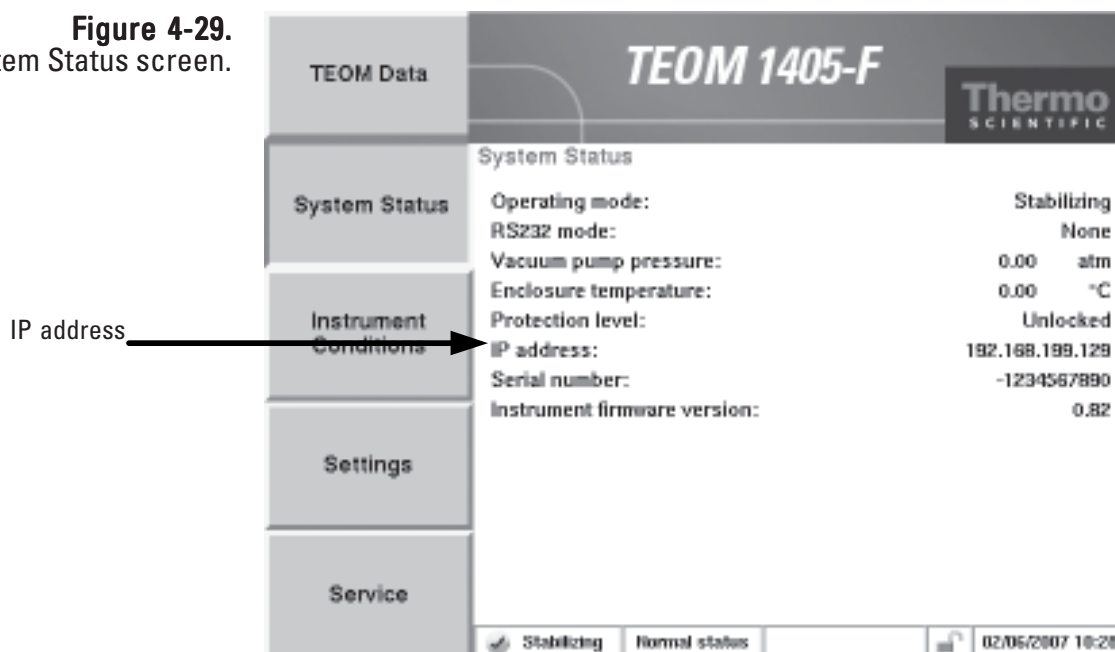 Figure 4-29.
tem Status screen.
TEOM Data
TEOM 1405-F
Thermo
SCIENTIFIC
System Status
System Status
Operating mode: Stabilizing
RS232 mode: None
Vacuum pump pressure: 0.00 atm
Enclosure temperature: 0.00 °C
Instrument
Conditions
Protection level: Unlocked
IP address
IP address: 192.168.199.129
Serial number: -1234567890
Instrument firmware version: 0.82
Settings
Service
Stabilizing Normal status 02/06/2007 10:28